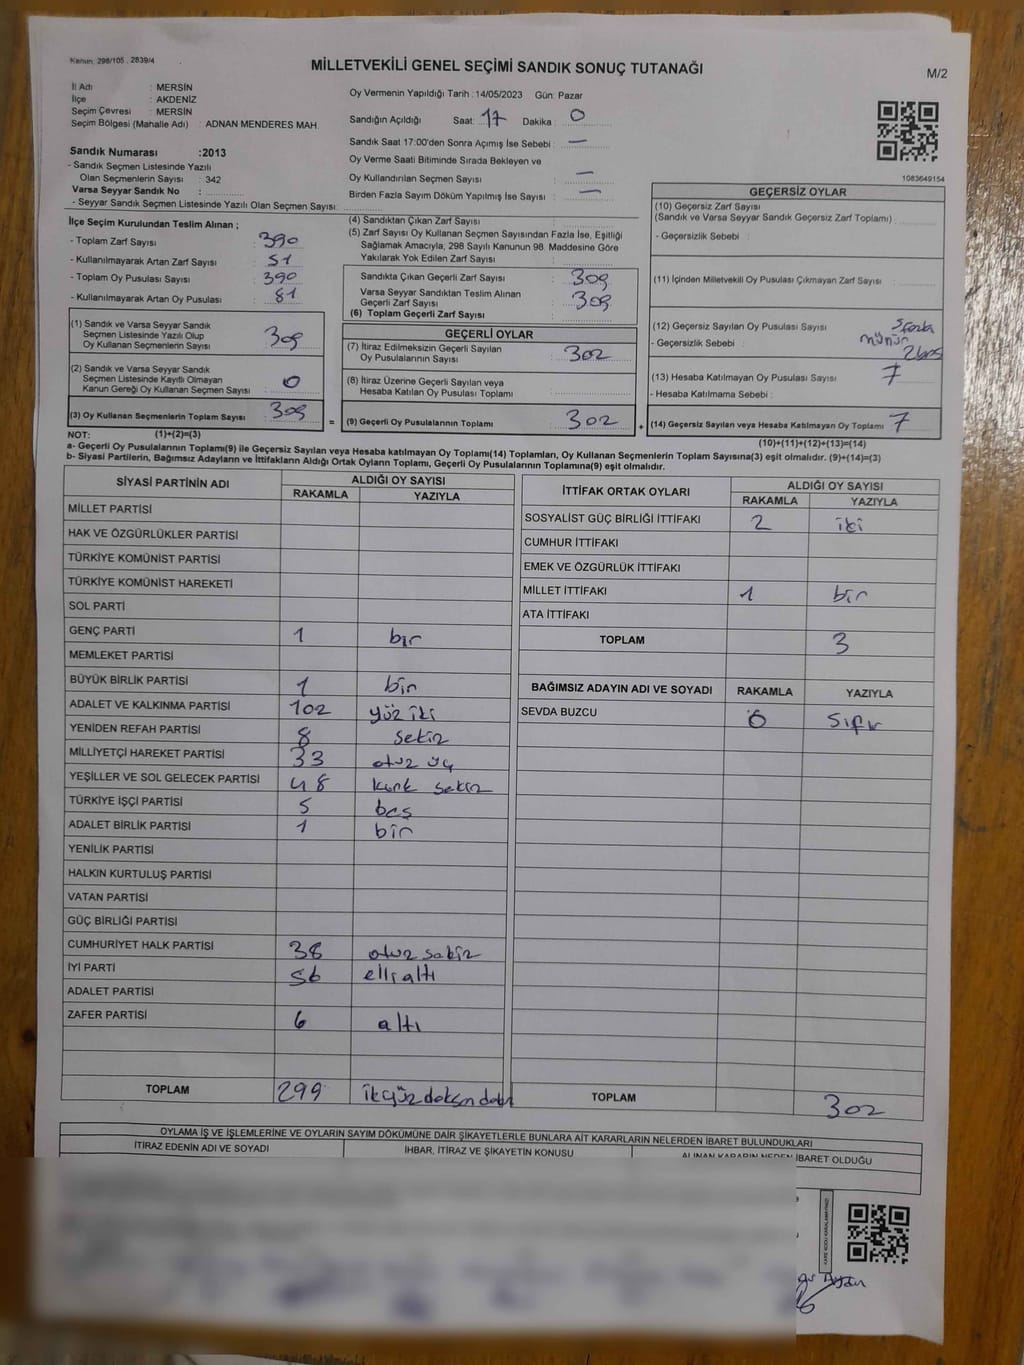 Kanun, 298/105 , 2839/4
MİLLETVEKİLİ GENEL SEÇİMİ SANDIK SONUÇ TUTANAĞI
M/2
İl Adı : MERSİN
İlçe : AKDENİZ
Seçim Çevresi : MERSİN
Seçim Bölgesi (Mahalle Adı) : ADNAN MENDERES MAH.
Sandık Numarası :2013
- Sandık Seçmen Listesinde Yazılı
Olan Seçmenlerin Sayısı : 342
Varsa Seyyar Sandık No :
- Seyyar Sandık Seçmen Listesinde Yazılı Olan Seçmen Sayısı:
Oy Vermenin Yapıldığı Tarih :14/05/2023 Gün: Pazar
Sandığın Açıldığı Saat: 17 Dakika : 0
Sandık Saat 17:00'den Sonra Açımış İse Sebebi : —
Oy Verme Saati Bitiminde Sırada Bekleyen ve
Oy Kullandırılan Seçmen Sayısı : —
Birden Fazla Sayım Döküm Yapılmış İse Sayısı : —
1083649154
İlçe Seçim Kurulundan Teslim Alınan ;
- Toplam Zarf Sayısı : 390
- Kullanılmayarak Artan Zarf Sayısı : 51
- Toplam Oy Pusulası Sayısı : 390
- Kullanılmayarak Artan Oy Pusulası : 81
(1) Sandık ve Varsa Seyyar Sandık
Seçmen Listesinde Yazılı Olup
Oy Kullanan Seçmenlerin Sayısı : 309
(2) Sandık ve Varsa Seyyar Sandık
Seçmen Listesinde Kayıtlı Olmayan
Kanun Gereği Oy Kullanan Seçmen Sayısı : 0
(3) Oy Kullanan Seçmenlerin Toplam Sayısı : 309
(4) Sandıktan Çıkan Zarf Sayısı :
(5) Zarf Sayısı Oy Kullanan Seçmen Sayısından Fazla İse, Eşitliği
Sağlamak Amacıyla; 298 Sayılı Kanunun 98. Maddesine Göre
Yakılarak Yok Edilen Zarf Sayısı :
Sandıkta Çıkan Geçerli Zarf Sayısı : 309
Varsa Seyyar Sandıktan Teslim Alınan
Geçerli Zarf Sayısı : 309
(6) Toplam Geçerli Zarf Sayısı :
GEÇERLİ OYLAR
(7) İtiraz Edilmeksizin Geçerli Sayılan
Oy Pusulalarının Sayısı : 302
(8) İtiraz Üzerine Geçerli Sayılan veya
Hesaba Katılan Oy Pusulası Toplamı :
= (9) Geçerli Oy Pusulalarının Toplamı : 302
GEÇERSİZ OYLAR
(10) Geçersiz Zarf Sayısı
(Sandık ve Varsa Seyyar Sandık Geçersiz Zarf Toplamı) :
- Geçersizlik Sebebi :
(11) İçinden Milletvekili Oy Pusulası Çıkmayan Zarf Sayısı :
(12) Geçersiz Sayılan Oy Pusulası Sayısı : 5 fazla
- Geçersizlik Sebebi : mühür
2 boş
(13) Hesaba Katılmayan Oy Pusulası Sayısı : 7
- Hesaba Katılmama Sebebi :
+ (14) Geçersiz Sayılan veya Hesaba Katılmayan Oy Toplamı : 7
NOT: (1)+(2)=(3)
(10)+(11)+(12)+(13)=(14)
a- Geçerli Oy Pusulalarının Toplamı(9) ile Geçersiz Sayılan veya Hesaba Katılmayan Oy Toplamı(14) Toplamları, Oy Kullanan Seçmenlerin Toplam Sayısına(3) eşit olmalıdır. (9)+(14)=(3)
b- Siyasi Partilerin, Bağımsız Adayların ve İttifakların Aldığı Ortak Oyların Toplamı, Geçerli Oy Pusulalarının Toplamına(9) eşit olmalıdır.
SİYASİ PARTİNİN ADI
ALDIĞI OY SAYISI
RAKAMLA YAZIYLA
MİLLET PARTİSİ
HAK VE ÖZGÜRLÜKLER PARTİSİ
TÜRKİYE KOMÜNİST PARTİSİ
TÜRKİYE KOMÜNİST HAREKETİ
SOL PARTİ
GENÇ PARTİ 1 bir
MEMLEKET PARTİSİ
BÜYÜK BİRLİK PARTİSİ 1 bir
ADALET VE KALKINMA PARTİSİ 102 yüz iki
YENİDEN REFAH PARTİSİ 8 sekiz
MİLLİYETÇİ HAREKET PARTİSİ 33 otuz üç
YEŞİLLER VE SOL GELECEK PARTİSİ 48 kırk sekiz
TÜRKİYE İŞÇİ PARTİSİ 5 beş
ADALET BİRLİK PARTİSİ 1 bir
YENİLİK PARTİSİ
HALKIN KURTULUŞ PARTİSİ
VATAN PARTİSİ
GÜÇ BİRLİĞİ PARTİSİ
CUMHURİYET HALK PARTİSİ 38 otuz sekiz
İYİ PARTİ 56 elli altı
ADALET PARTİSİ
ZAFER PARTİSİ 6 altı
TOPLAM 299
İTTİFAK ORTAK OYLARI
ALDIĞI OY SAYISI
RAKAMLA YAZIYLA
SOSYALİST GÜÇ BİRLİĞİ İTTİFAKI 2 iki
CUMHUR İTTİFAKI
EMEK VE ÖZGÜRLÜK İTTİFAKI
MİLLET İTTİFAKI 1 bir
ATA İTTİFAKI
TOPLAM 3
BAĞIMSIZ ADAYIN ADI VE SOYADI RAKAMLA YAZIYLA
SEVDA BUZCU 0 sıfır
TOPLAM 302
OYLAMA İŞ VE İŞLEMLERİNE VE OYLARIN SAYIM DÖKÜMÜNE DAİR ŞİKAYETLERLE BUNLARA AİT KARARLARIN NELERDEN İBARET BULUNDUKLARI
İTİRAZ EDENİN ADI VE SOYADI İHBAR, İTİRAZ VE ŞİKAYETİN KONUSU ALINAN KARARIN NEDEN İBARET OLDUĞU